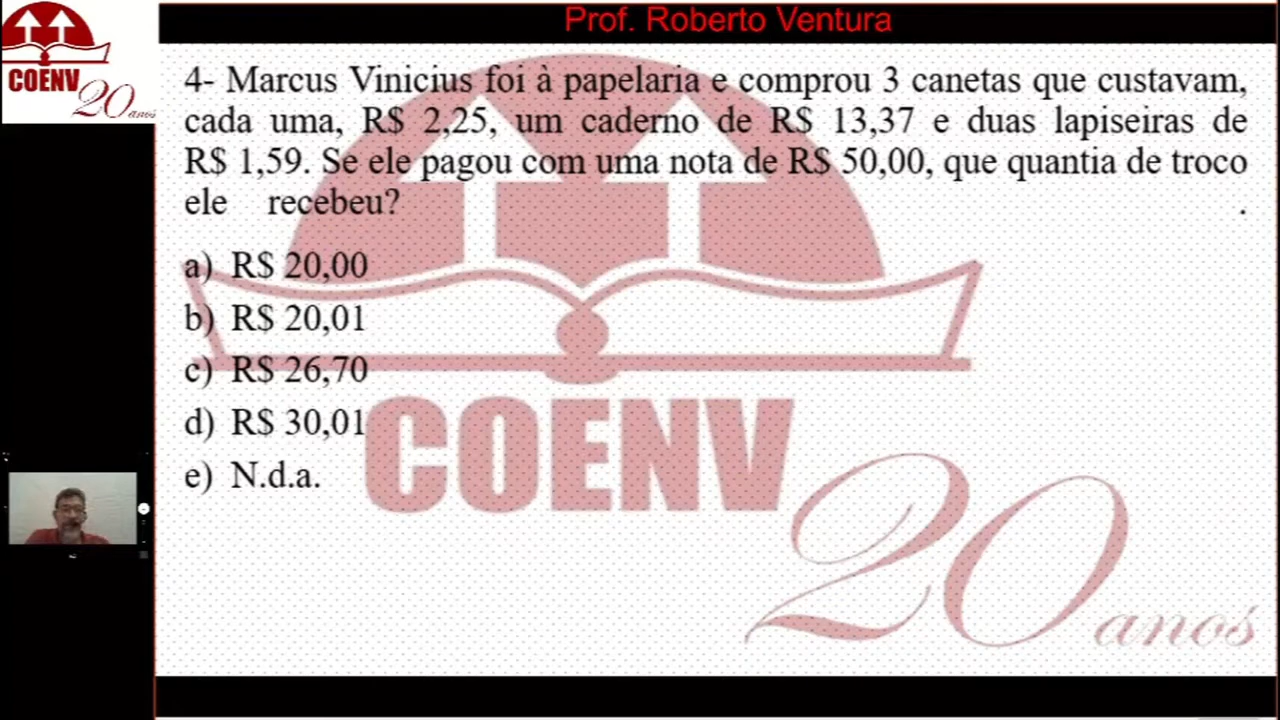 Prof. Roberto Ventura
COENV
20 anos
4- Marcus Vinicius foi à papelaria e comprou 3 canetas que custavam,
cada uma, R$ 2,25, um caderno de R$ 13,37 e duas lapiseiras de
R$ 1,59. Se ele pagou com uma nota de R$ 50,00, que quantia de troco
ele recebeu? .
a) R$ 20,00
b) R$ 20,01
c) R$ 26,70
d) R$ 30,01
e) N.d.a.
COENV
20 anos